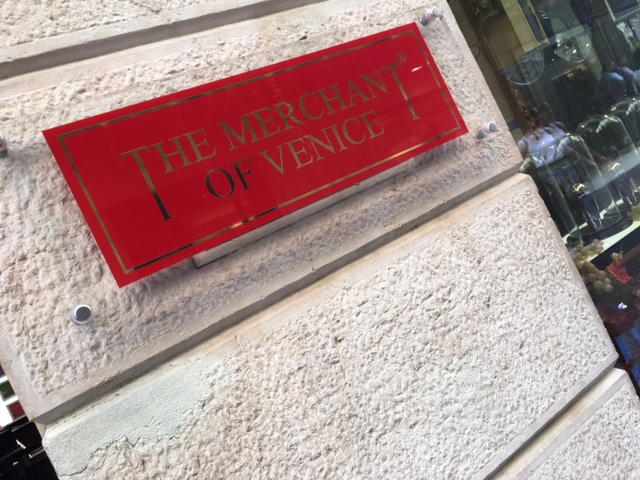 THE MERCHANT
OF VENICE